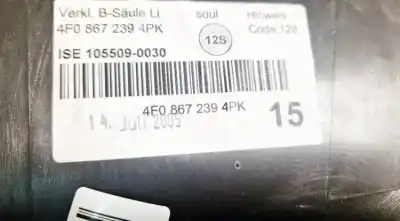 Verkl. B-Säule Li soul Hinweis
4F0 867 239 4PK 12S Code 128
ISE 105509-0030
4F0 867 239 4PK 15
14. Juli 2005